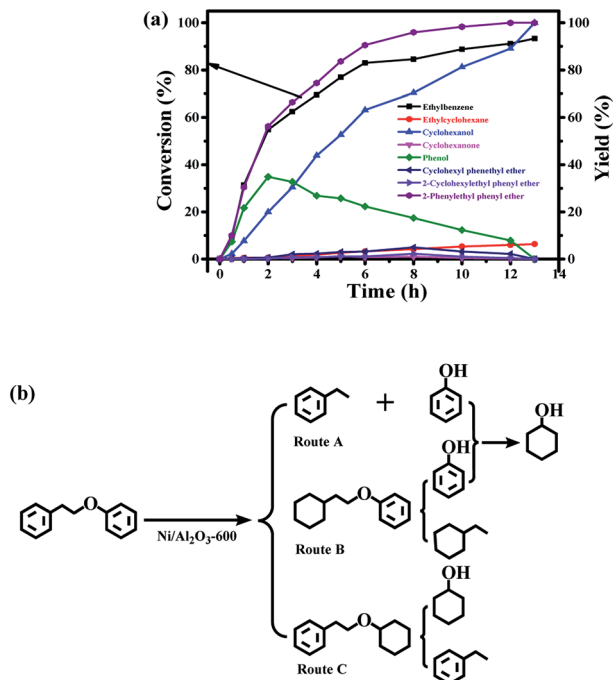 (a)
Conversion (%)
100
80
60
40
20
0
Ethylbenzene
Ethylcyclohexane
Cyclohexanol
Cyclohexanone
Phenol
Cyclohexyl phenethyl ether
2-Cyclohexylethyl phenyl ether
2-Phenylethyl phenyl ether
100
80
60
40
20
0
Yield (%)
0 2 4 6 8 10 12 14
Time (h)
(b)
O
Ni/Al₂O₃-600
+
OH
Route A
OH
O
OH
Route B
OH
O
Route C